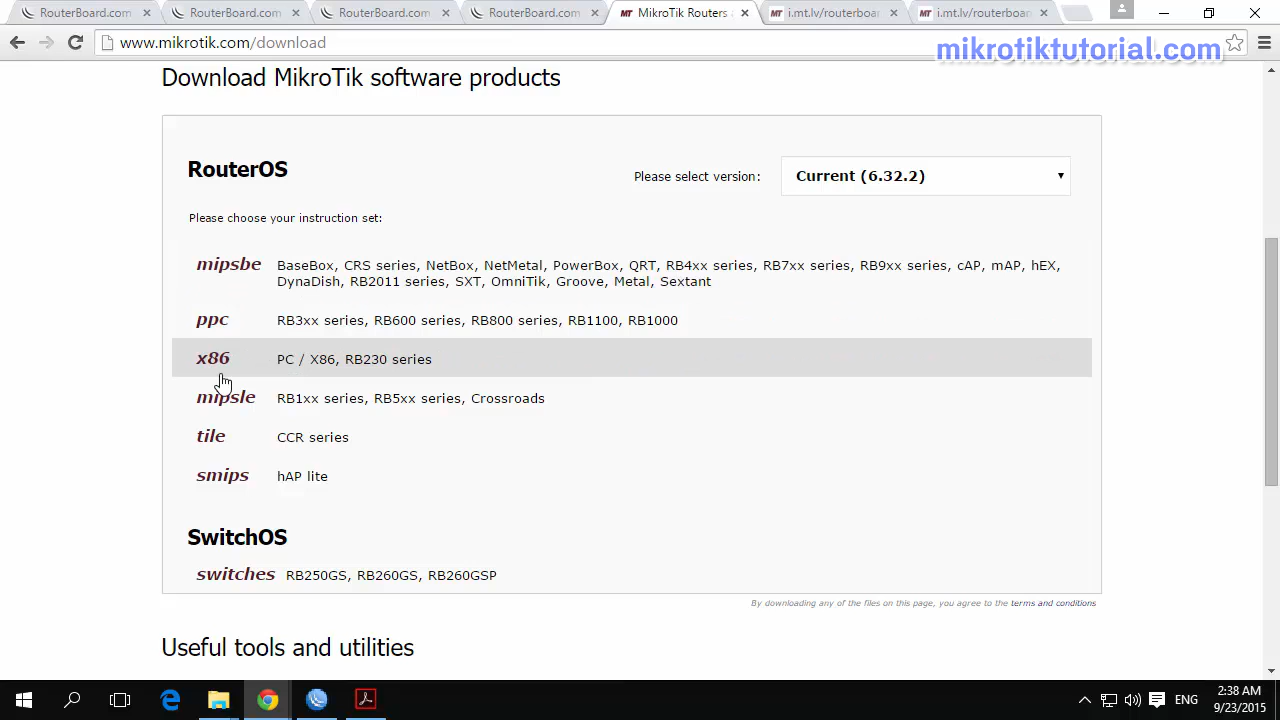 RouterBoard.com
RouterBoard.com
RouterBoard.com
RouterBoard.com
MikroTik Routers
i.mt.lv/routerboa
i.mt.lv/routerboa
www.mikrotik.com/download
mikrotiktutorial.com
Download MikroTik software products
RouterOS
Please select version:
Current (6.32.2)
Please choose your instruction set:
mipsbe BaseBox, CRS series, NetBox, NetMetal, PowerBox, QRT, RB4xx series, RB7xx series, RB9xx series, cAP, mAP, hEX,
DynaDish, RB2011 series, SXT, OmniTik, Groove, Metal, Sextant
ppc RB3xx series, RB600 series, RB800 series, RB1100, RB1000
x86 PC / X86, RB230 series
mipsle RB1xx series, RB5xx series, Crossroads
tile CCR series
smips hAP lite
SwitchOS
switches RB250GS, RB260GS, RB260GSP
By downloading any of the files on this page, you agree to the terms and conditions
Useful tools and utilities
ENG
2:38 AM
9/23/2015